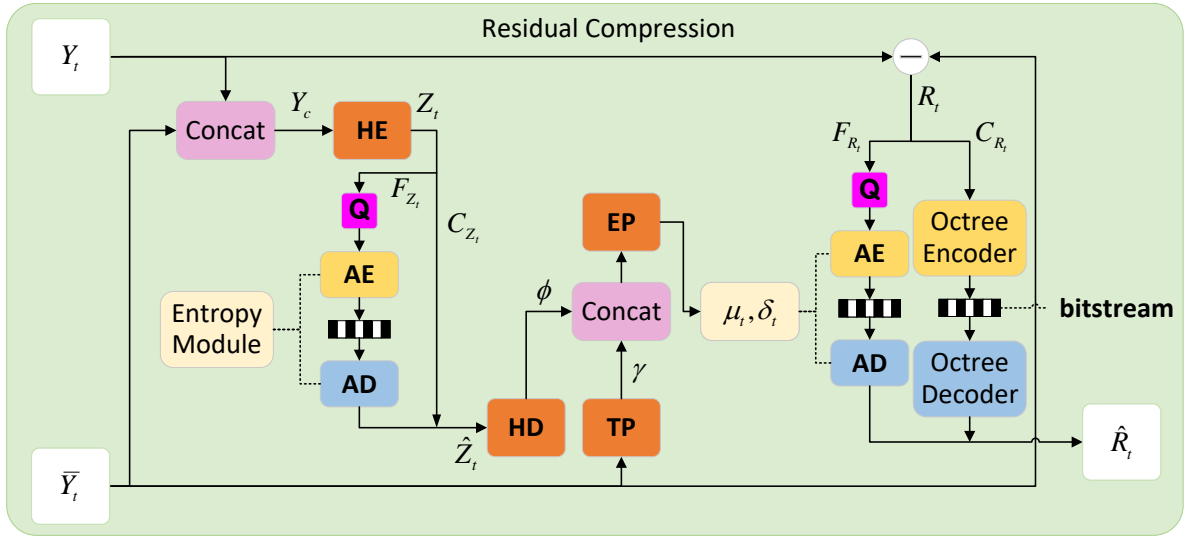 Residual Compression
Y_t
Concat
Y_c
HE
Z_t
R_t
F_{R_t}
C_{R_t}
Q
F_{Z_t}
C_{Z_t}
Q
AE
Entropy
Module
AD
EP
ϕ
Concat
γ
μ_t, δ_t
AE
Octree
Encoder
bitstream
AD
Octree
Decoder
HD
TP
Ẑ_t
R̂_t
Ȳ_t